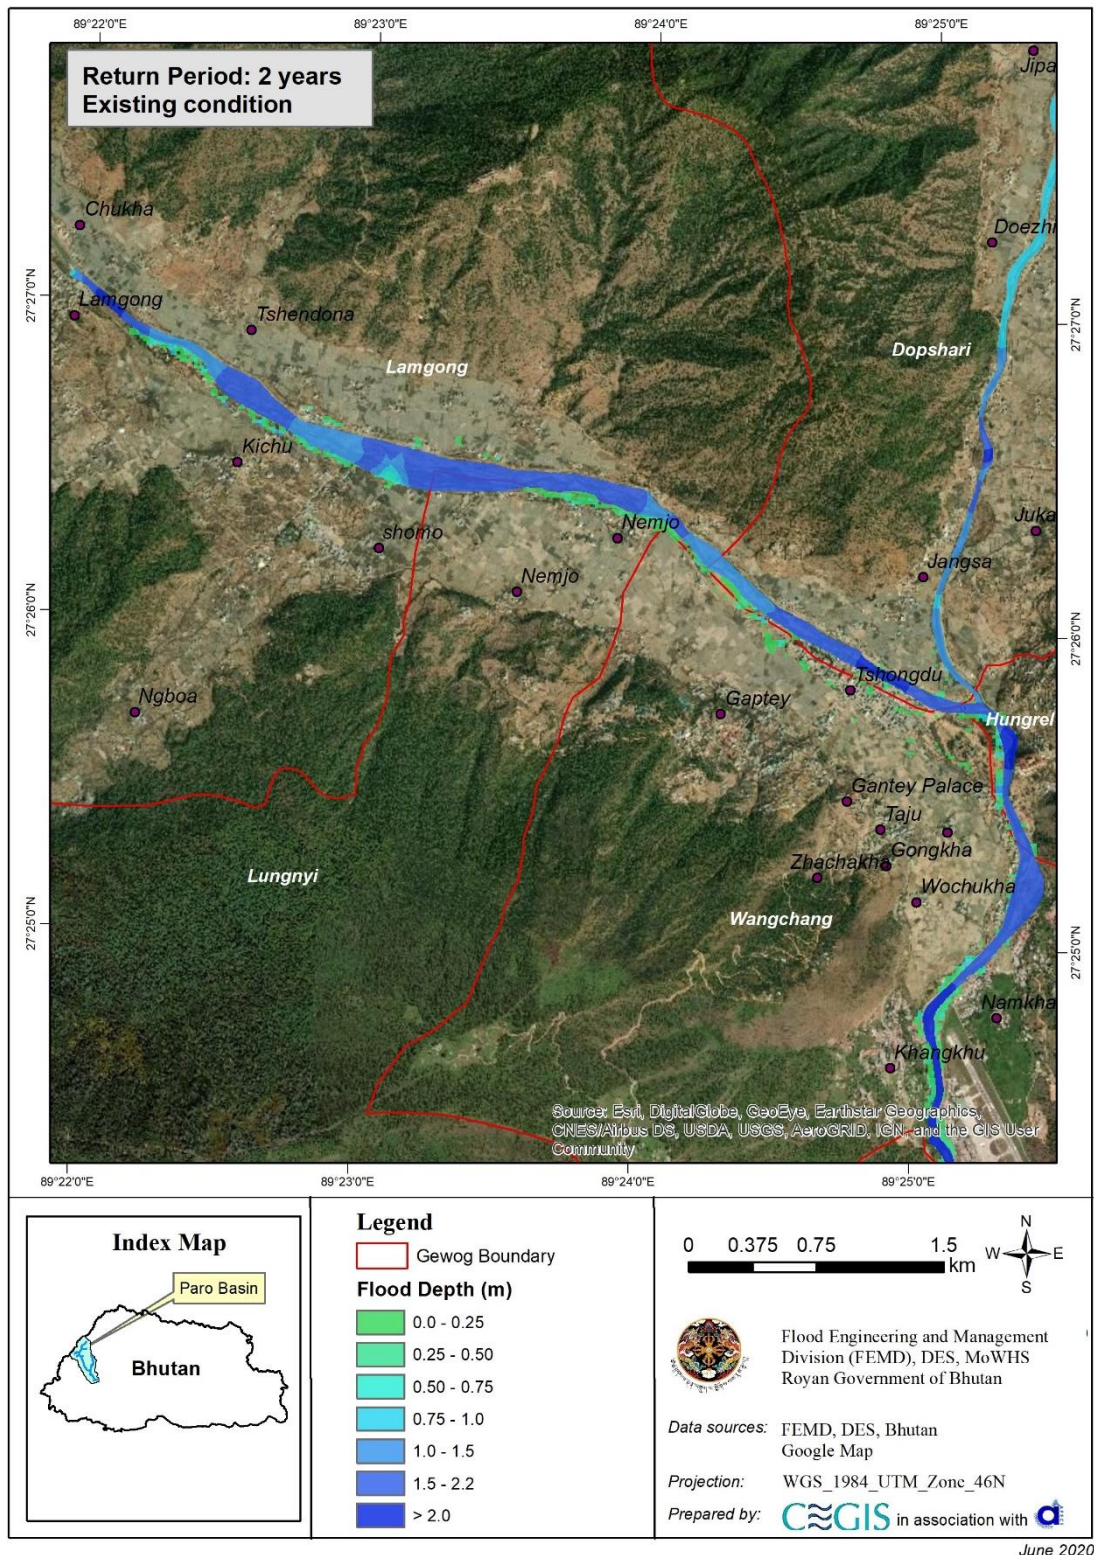 89°22'0"E
89°23'0"E
89°24'0"E
89°25'0"E
Return Period: 2 years
Existing condition
Jipa
Chukha
Doezhi
27°27'0"N
Lamgong
Tshendona
27°27'0"N
Dopshari
Lamgong
Kichu
Juka
shomo
Nemjo
Jangsa
Nemjo
27°26'0"N
27°26'0"N
Tshongdu
Ngboa
Gaptey
Hungrel
Gantey Palace
Taju
Gongkha
Zhachakha
Lungnyi
Wochukha
Wangchang
27°25'0"N
27°25'0"N
Namkha
Khangkhu
Source: Esri, DigitalGlobe, GeoEye, Earthstar Geographics,
CNES/Airbus DS, USDA, USGS, AeroGRID, IGN, and the GIS User
Community
89°22'0"E
89°23'0"E
89°24'0"E
89°25'0"E
Index Map
Paro Basin
Bhutan
Legend
Gewog Boundary
Flood Depth (m)
0.0 - 0.25
0.25 - 0.50
0.50 - 0.75
0.75 - 1.0
1.0 - 1.5
1.5 - 2.2
> 2.0
0 0.375 0.75 1.5
km
N
W E
S
Flood Engineering and Management
Division (FEMD), DES, MoWHS
Royan Government of Bhutan
Data sources: FEMD, DES, Bhutan
Google Map
Projection: WGS_1984_UTM_Zone_46N
Prepared by: CEGIS in association with
June 2020